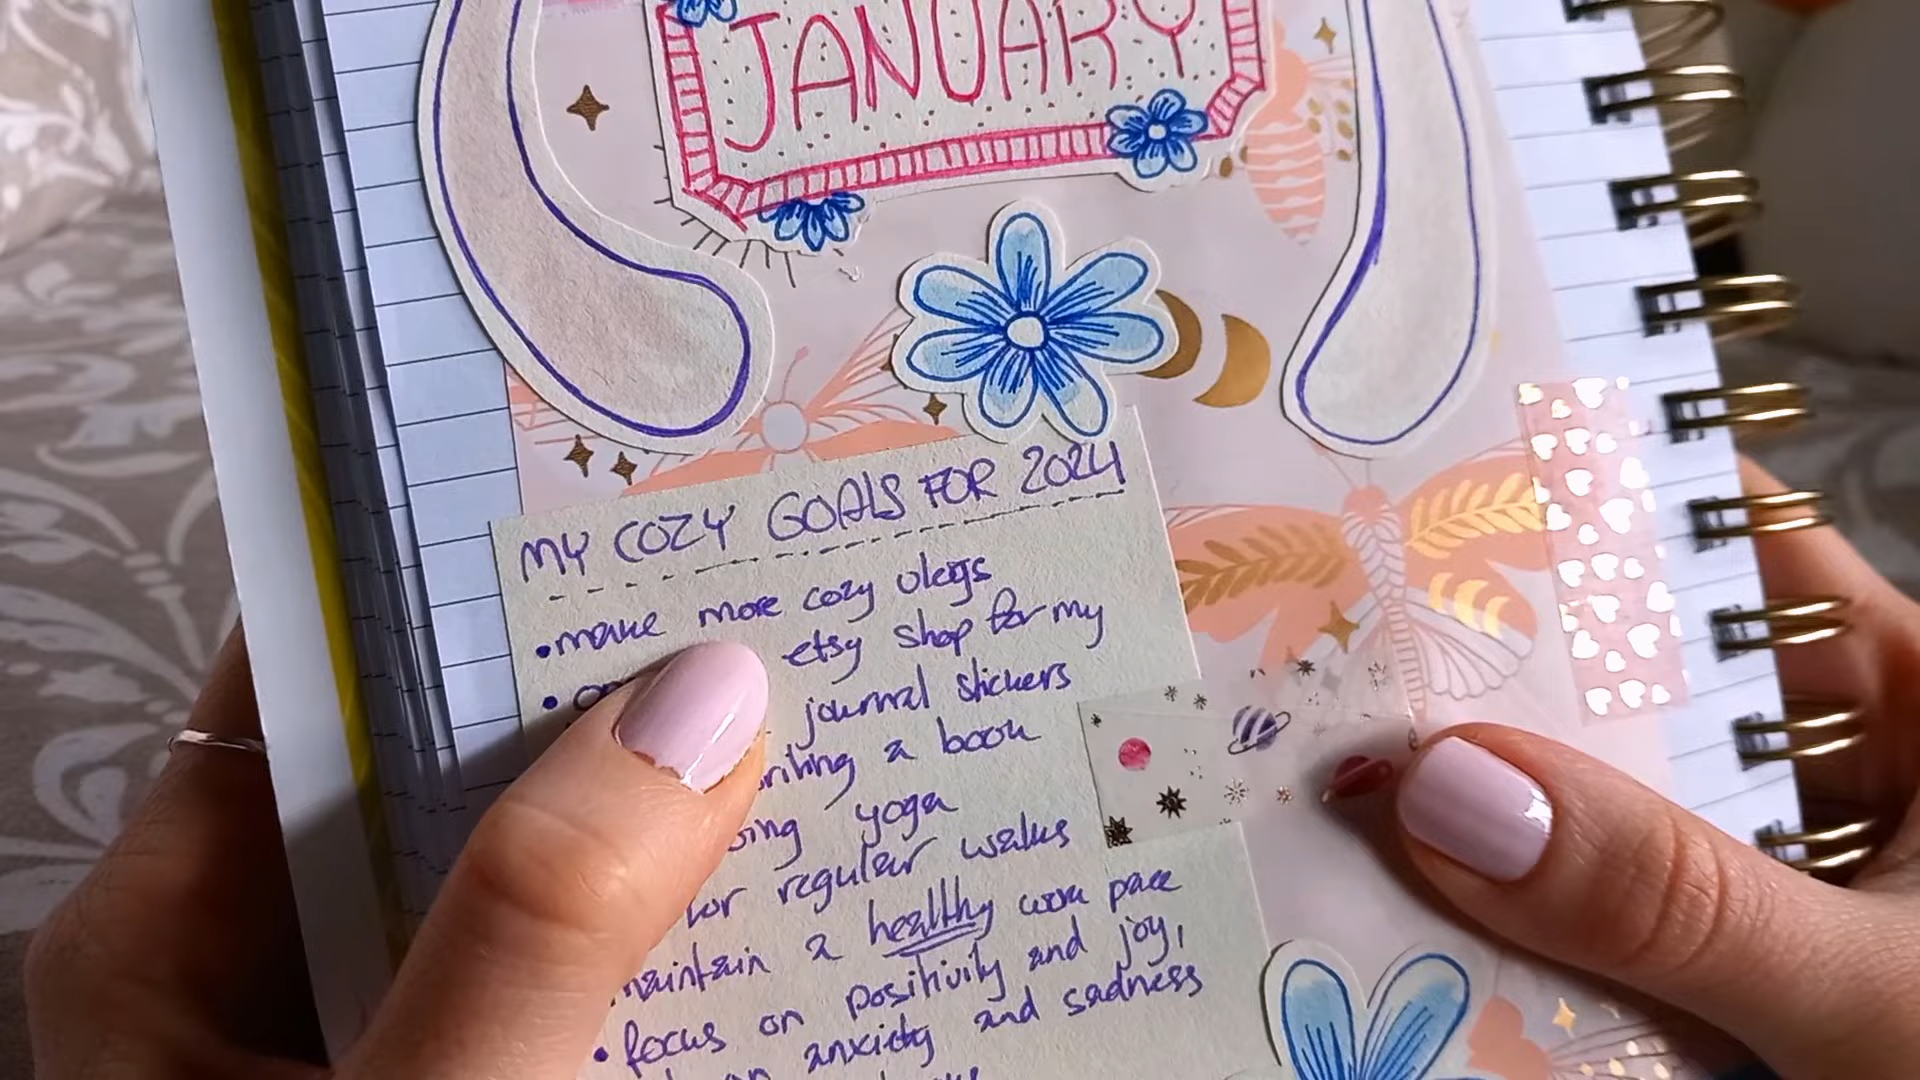 JANUARY
MY COZY GOALS FOR 2024
• make more cozy vlogs
• etsy shop for my
journal stickers
a book
yoga
for regular walks
maintain a healthy work pace
• focus on positivity and joy,
anxiety and sadness